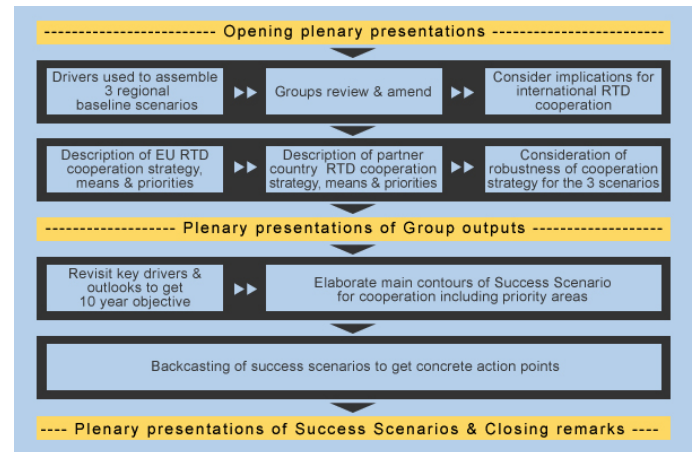 ------------------------- Opening plenary presentations -------------------------
Drivers used to assemble
3 regional
baseline scenarios
Groups review & amend
Consider implications for
international RTD
cooperation
Description of EU RTD
cooperation strategy,
means & priorities
Description of partner
country RTD cooperation
strategy, means & priorities
Consideration of
robustness of cooperation
strategy for the 3 scenarios
------------------- Plenary presentations of Group outputs -------------------
Revisit key drivers &
outlooks to get
10 year objective
Elaborate main contours of Success Scenario
for cooperation including priority areas
Backcasting of success scenarios to get concrete action points
---- Plenary presentations of Success Scenarios & Closing remarks ----